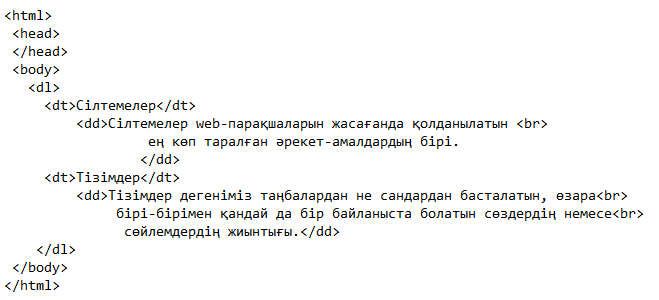 <html>
<head>
</head>
<body>
<dl>
<dt>Сілтемелер</dt>
<dd>Сілтемелер web-парақшаларын жасағанда қолданылатын <br>
ең көп таралған әрекет-амалдардың бірі.
</dd>
<dt>Тізімдер</dt>
<dd>Тізімдер дегеніміз таңбалардан не сандардан басталатын, өзара<br>
бірі-бірімен қандай да бір байланыста болатын сөздердің немесе<br>
сөйлемдердің жиынтығы.</dd>
</dl>
</body>
</html>